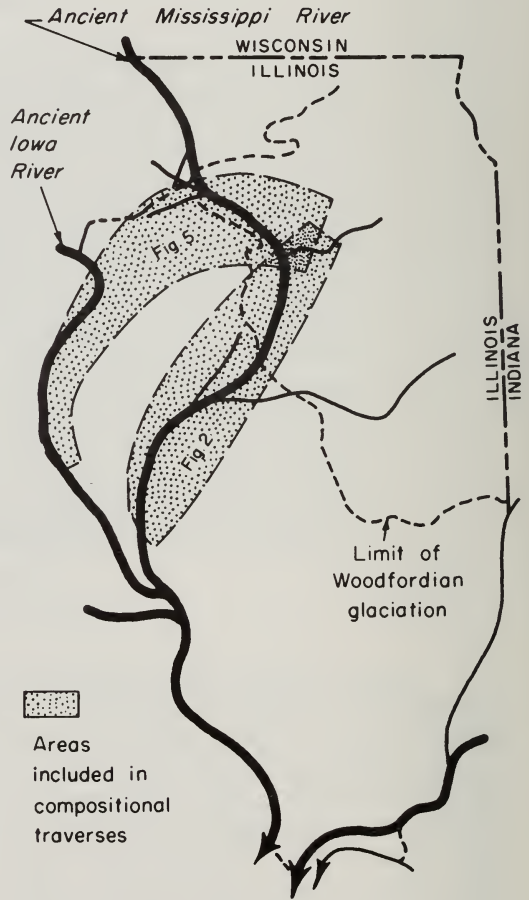 Ancient Mississippi River
WISCONSIN
ILLINOIS
Ancient
Iowa
River
Fig 5
ILLINOIS
INDIANA
Fig 2
Limit of
Woodfordian
glaciation
Areas
included in
compositional
traverses